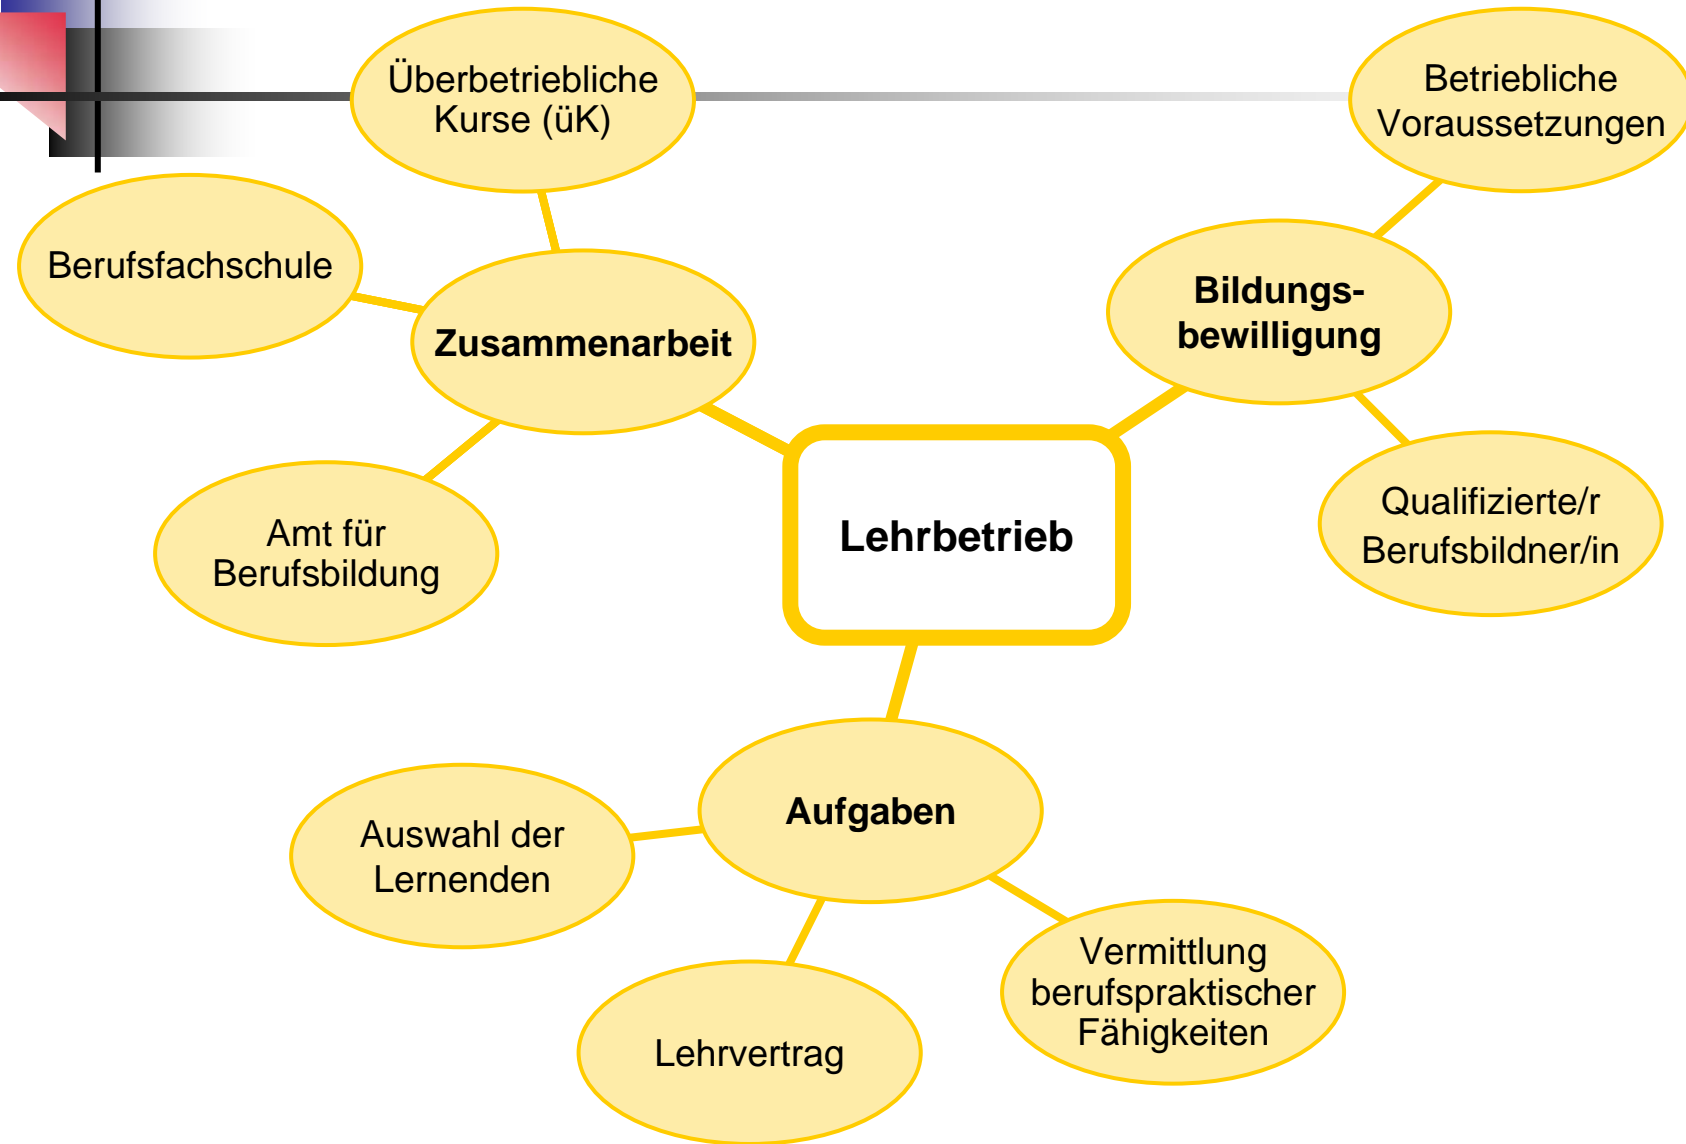 Überbetriebliche
Kurse (üK)
Betriebliche
Voraussetzungen
Berufsfachschule
Zusammenarbeit
Bildungs-
bewilligung
Amt für
Berufsbildung
Lehrbetrieb
Qualifizierte/r
Berufsbildner/in
Aufgaben
Auswahl der
Lernenden
Lehrvertrag
Vermittlung
berufspraktischer
Fähigkeiten